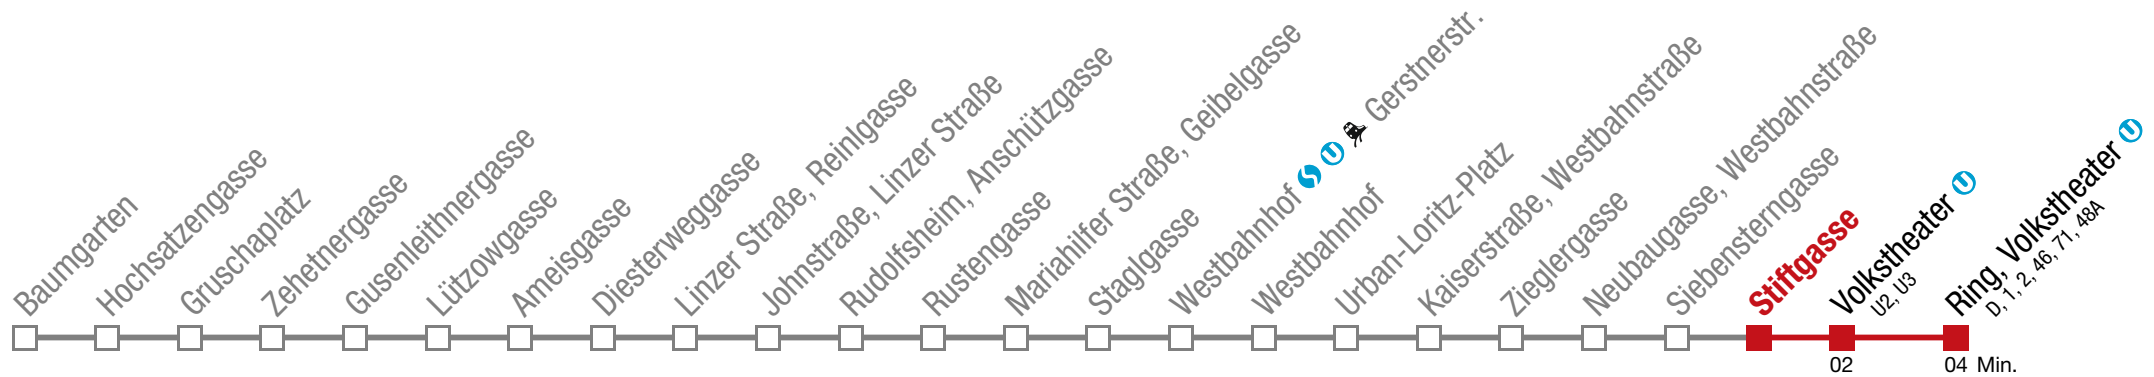 Baumgarten
Hochsatzengasse
Gruschaplatz
Zehetnergasse
Gusenleithnergasse
Lützowgasse
Ameisgasse
Diesterweggasse
Linzer Straße, Reinlgasse
Johnstraße, Linzer Straße
Rudolfsheim, Anschützgasse
Rustengasse
Mariahilfer Straße, Geibelgasse
Staglgasse
Westbahnhof S U Gerstnerstr.
Westbahnhof
Urban-Loritz-Platz
Kaiserstraße, Westbahnstraße
Zieglergasse
Neubaugasse, Westbahnstraße
Siebensterngasse
Stiftgasse
Volkstheater U
U2, U3
Ring, Volkstheater U
D, 1, 2, 46, 71, 48A
02
04 Min.